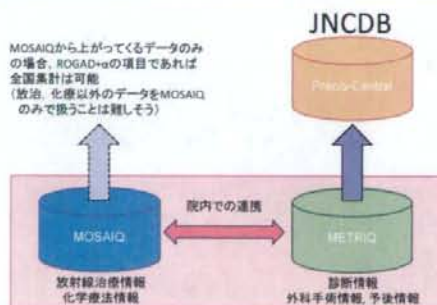 JNCDB
MOSAIQから上がってくるデータのみ
の場合、ROGAD+αの項目であれば
全国集計は可能
(放治、化療以外のデータをMOSAIQ
のみで扱うことは難しそう)
Precis-Central
院内での連携
MOSAIQ
METRIQ
放射線治療情報
化学療法情報
診断情報
外科手術情報、予後情報